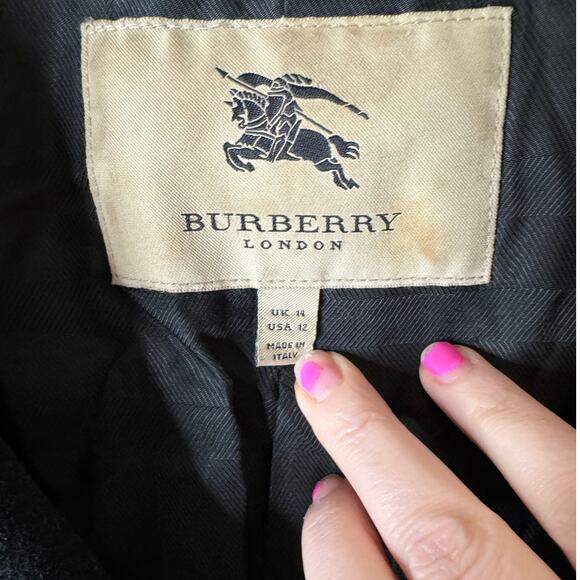 BURBERRY
LONDON
UK 14
USA 12
MADE IN
ITALY